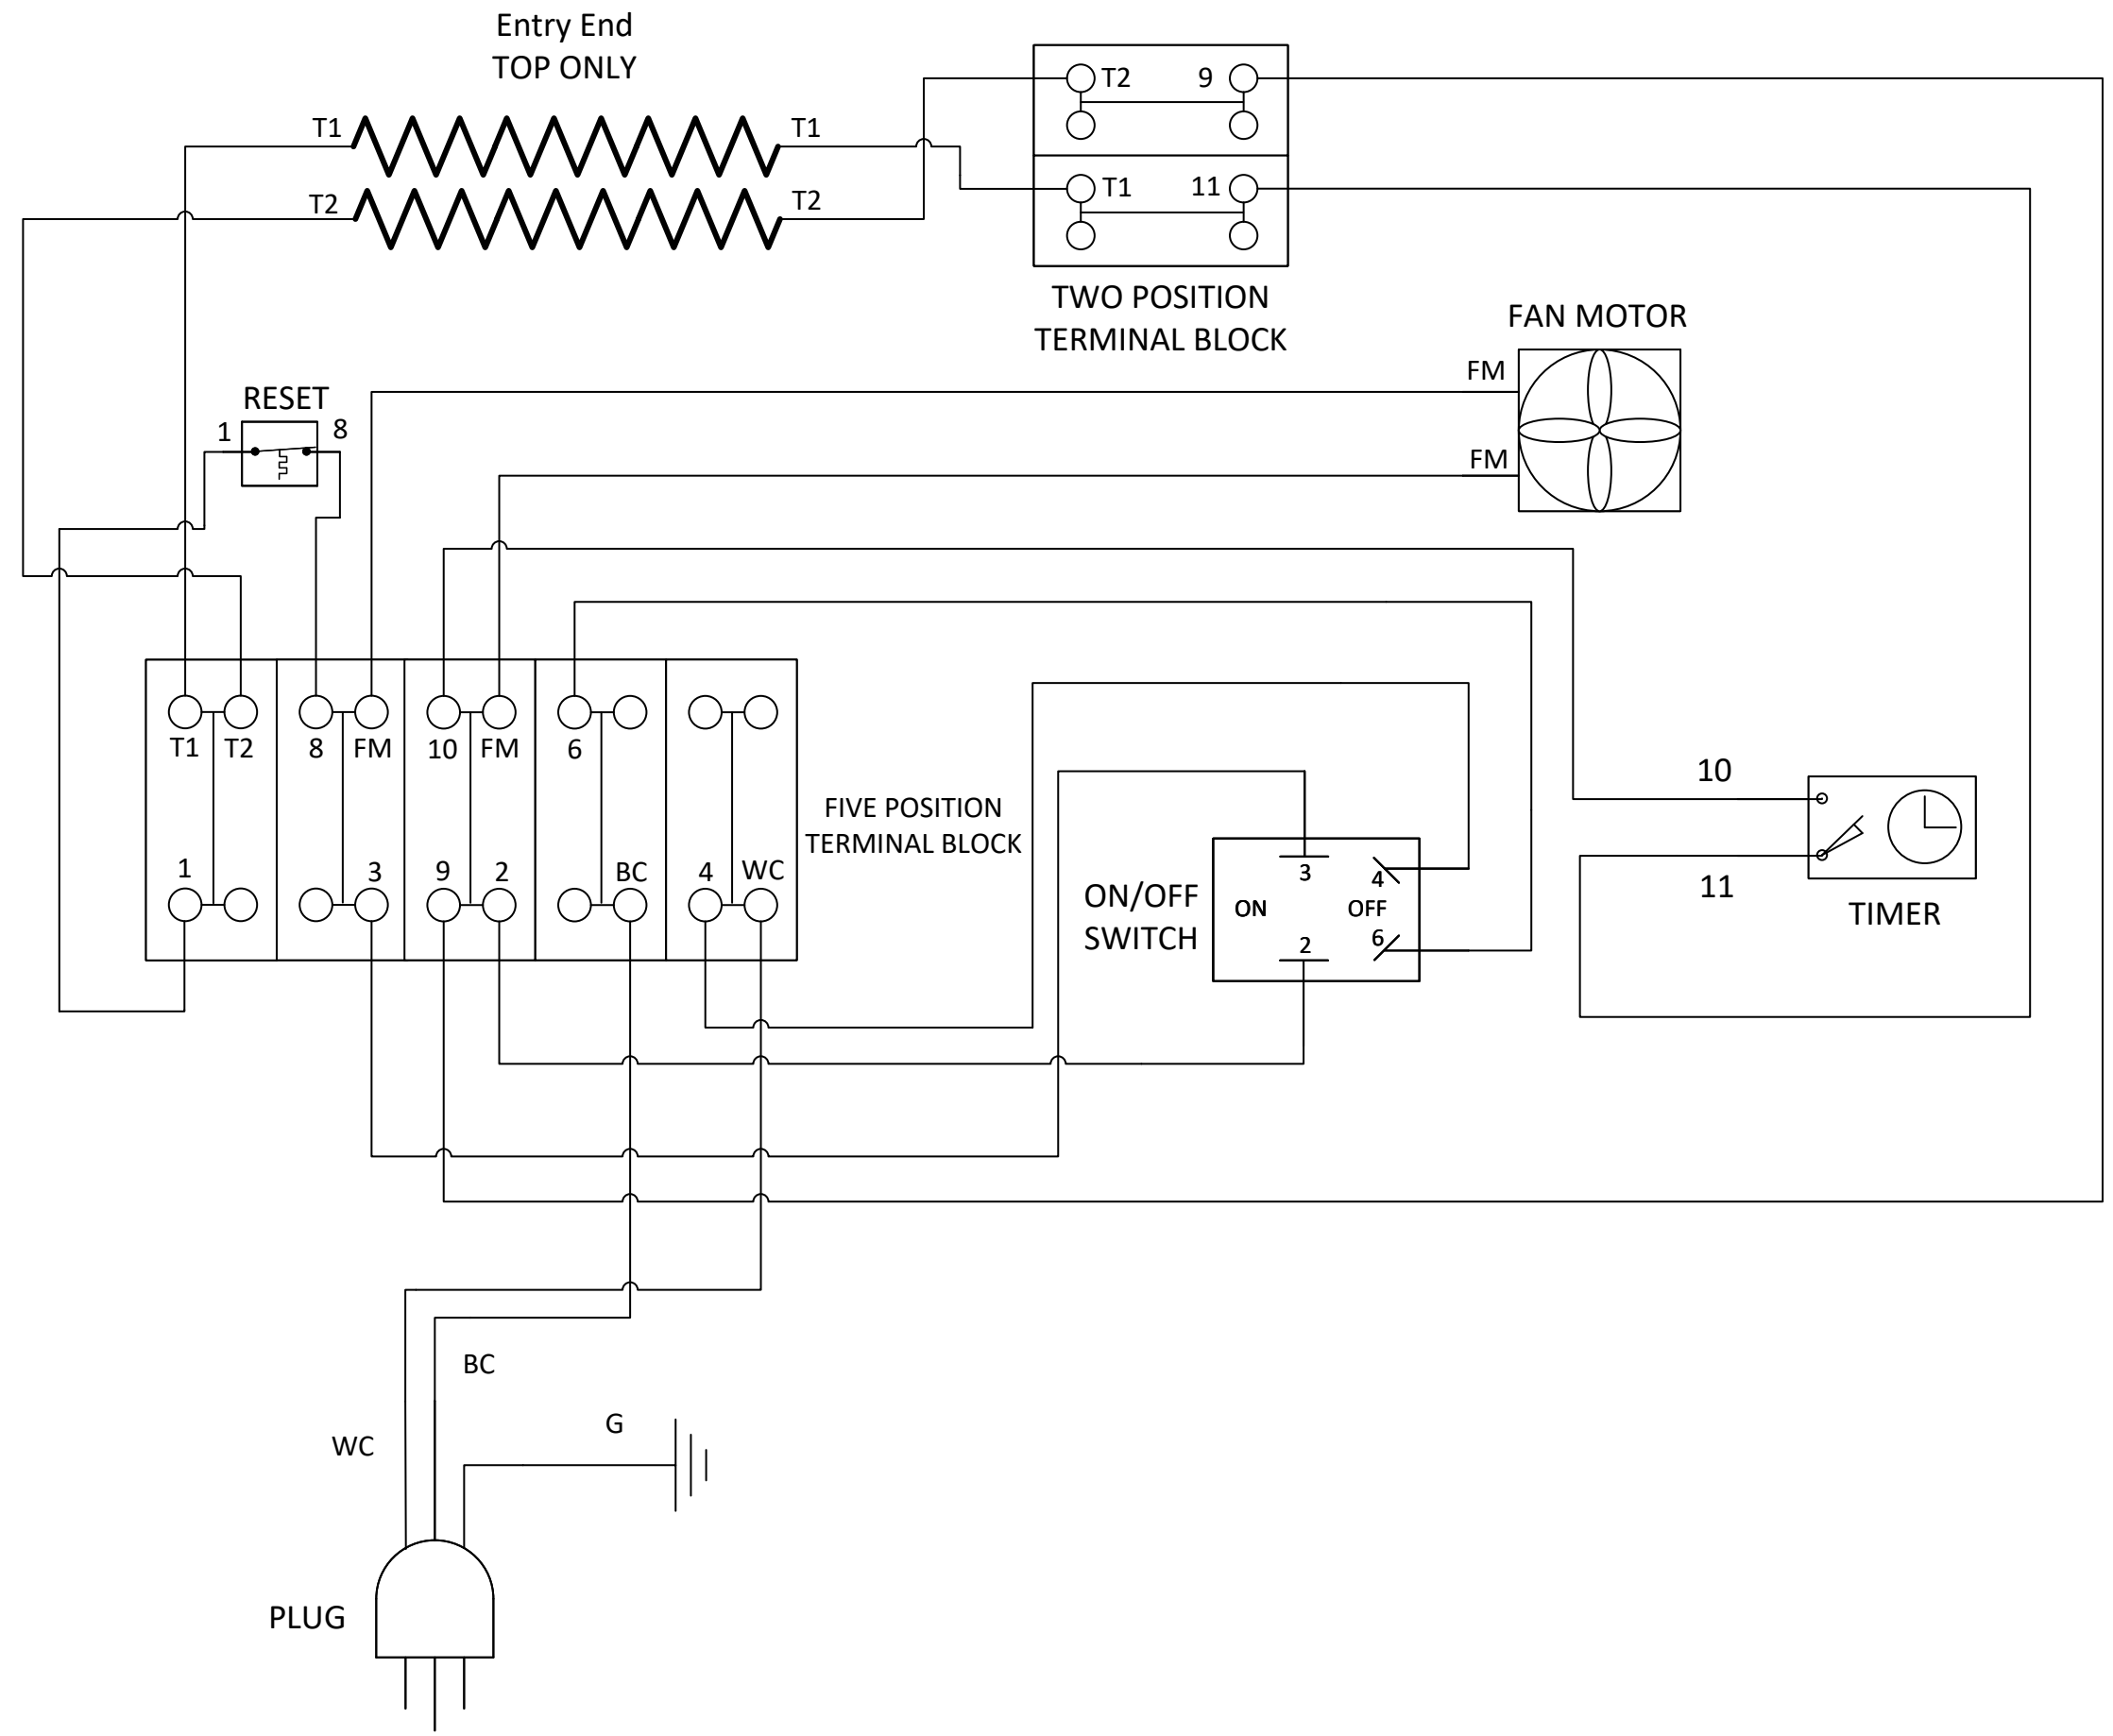 Entry End
TOP ONLY
T2 9
T1 T1
T1 11
T2 T2
TWO POSITION
TERMINAL BLOCK
FAN MOTOR
FM
RESET
1 8
FM
T1 T2 8 FM 10 FM 6
10
FIVE POSITION
TERMINAL BLOCK
1 3 9 2 BC 4 WC
3 4
ON/OFF
SWITCH
ON OFF
2 6
11
TIMER
BC
G
WC
PLUG